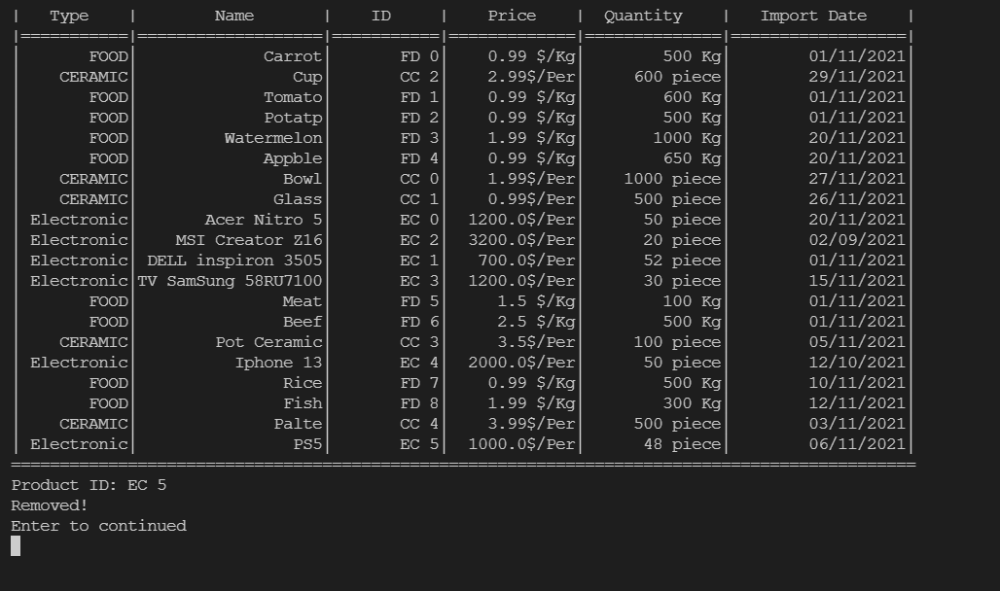 | Type | Name | ID | Price | Quantity | Import Date |
|===========|===================|===========|=============|==============|==================|
| FOOD| Carrot| FD 0| 0.99 $/Kg| 500 Kg| 01/11/2021|
| CERAMIC| Cup| CC 2| 2.99$/Per| 600 piece| 29/11/2021|
| FOOD| Tomato| FD 1| 0.99 $/Kg| 600 Kg| 01/11/2021|
| FOOD| Potatp| FD 2| 0.99 $/Kg| 500 Kg| 01/11/2021|
| FOOD| Watermelon| FD 3| 1.99 $/Kg| 1000 Kg| 20/11/2021|
| FOOD| Appble| FD 4| 0.99 $/Kg| 650 Kg| 20/11/2021|
| CERAMIC| Bowl| CC 0| 1.99$/Per| 1000 piece| 27/11/2021|
| CERAMIC| Glass| CC 1| 0.99$/Per| 500 piece| 26/11/2021|
| Electronic| Acer Nitro 5| EC 0| 1200.0$/Per| 50 piece| 20/11/2021|
| Electronic| MSI Creator Z16| EC 2| 3200.0$/Per| 20 piece| 02/09/2021|
| Electronic| DELL inspiron 3505| EC 1| 700.0$/Per| 52 piece| 01/11/2021|
| Electronic|TV SamSung 58RU7100| EC 3| 1200.0$/Per| 30 piece| 15/11/2021|
| FOOD| Meat| FD 5| 1.5 $/Kg| 100 Kg| 01/11/2021|
| FOOD| Beef| FD 6| 2.5 $/Kg| 500 Kg| 01/11/2021|
| CERAMIC| Pot Ceramic| CC 3| 3.5$/Per| 100 piece| 05/11/2021|
| Electronic| Iphone 13| EC 4| 2000.0$/Per| 50 piece| 12/10/2021|
| FOOD| Rice| FD 7| 0.99 $/Kg| 500 Kg| 10/11/2021|
| FOOD| Fish| FD 8| 1.99 $/Kg| 300 Kg| 12/11/2021|
| CERAMIC| Palte| CC 4| 3.99$/Per| 500 piece| 03/11/2021|
| Electronic| PS5| EC 5| 1000.0$/Per| 48 piece| 06/11/2021|
=============================================================================================
Product ID: EC 5
Removed!
Enter to continued